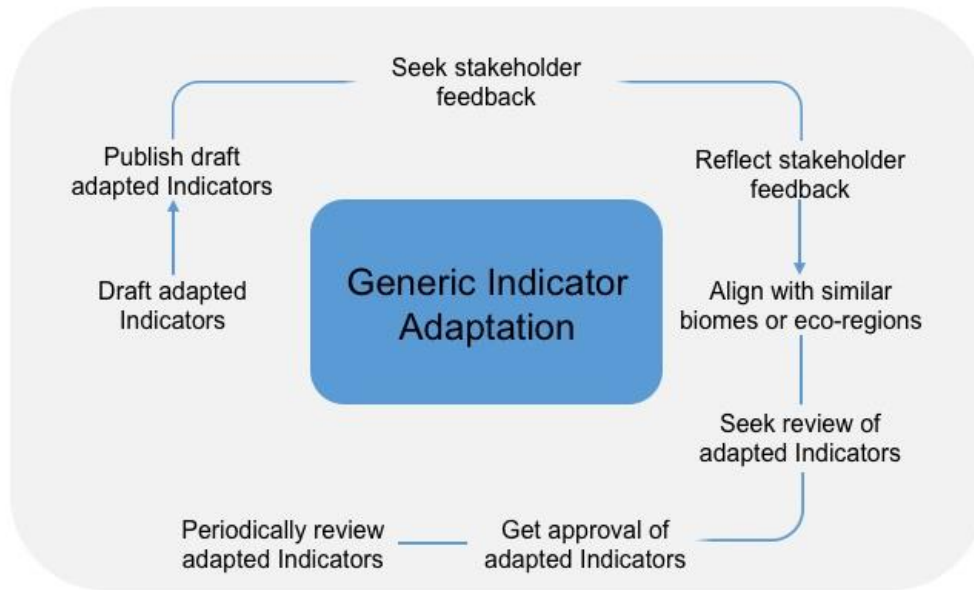 Seek stakeholder
feedback
Publish draft
adapted Indicators
Reflect stakeholder
feedback
Generic Indicator
Adaptation
Draft adapted
Indicators
Align with similar
biomes or eco-regions
Seek review of
adapted Indicators
Periodically review
adapted Indicators
Get approval of
adapted Indicators